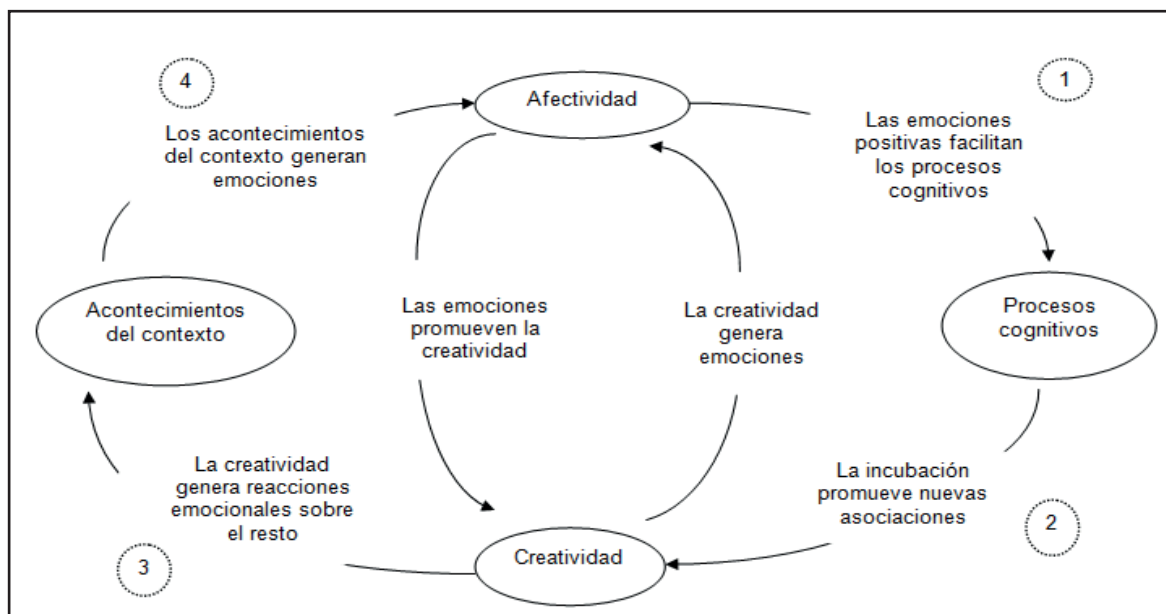 4
Afectividad
1
Los acontecimientos
del contexto generan
emociones
Las emociones
positivas facilitan
los procesos
cognitivos
Acontecimientos
del contexto
Las emociones
promueven la
creatividad
La creatividad
genera
emociones
Procesos
cognitivos
La creatividad
genera reacciones
emocionales sobre
el resto
La incubación
promueve nuevas
asociaciones
3
Creatividad
2